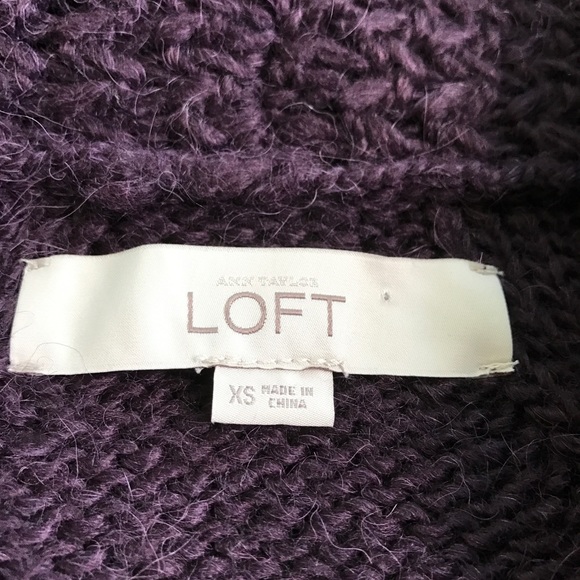 ANN TAYLOR
LOFT
XS MADE IN
CHINA